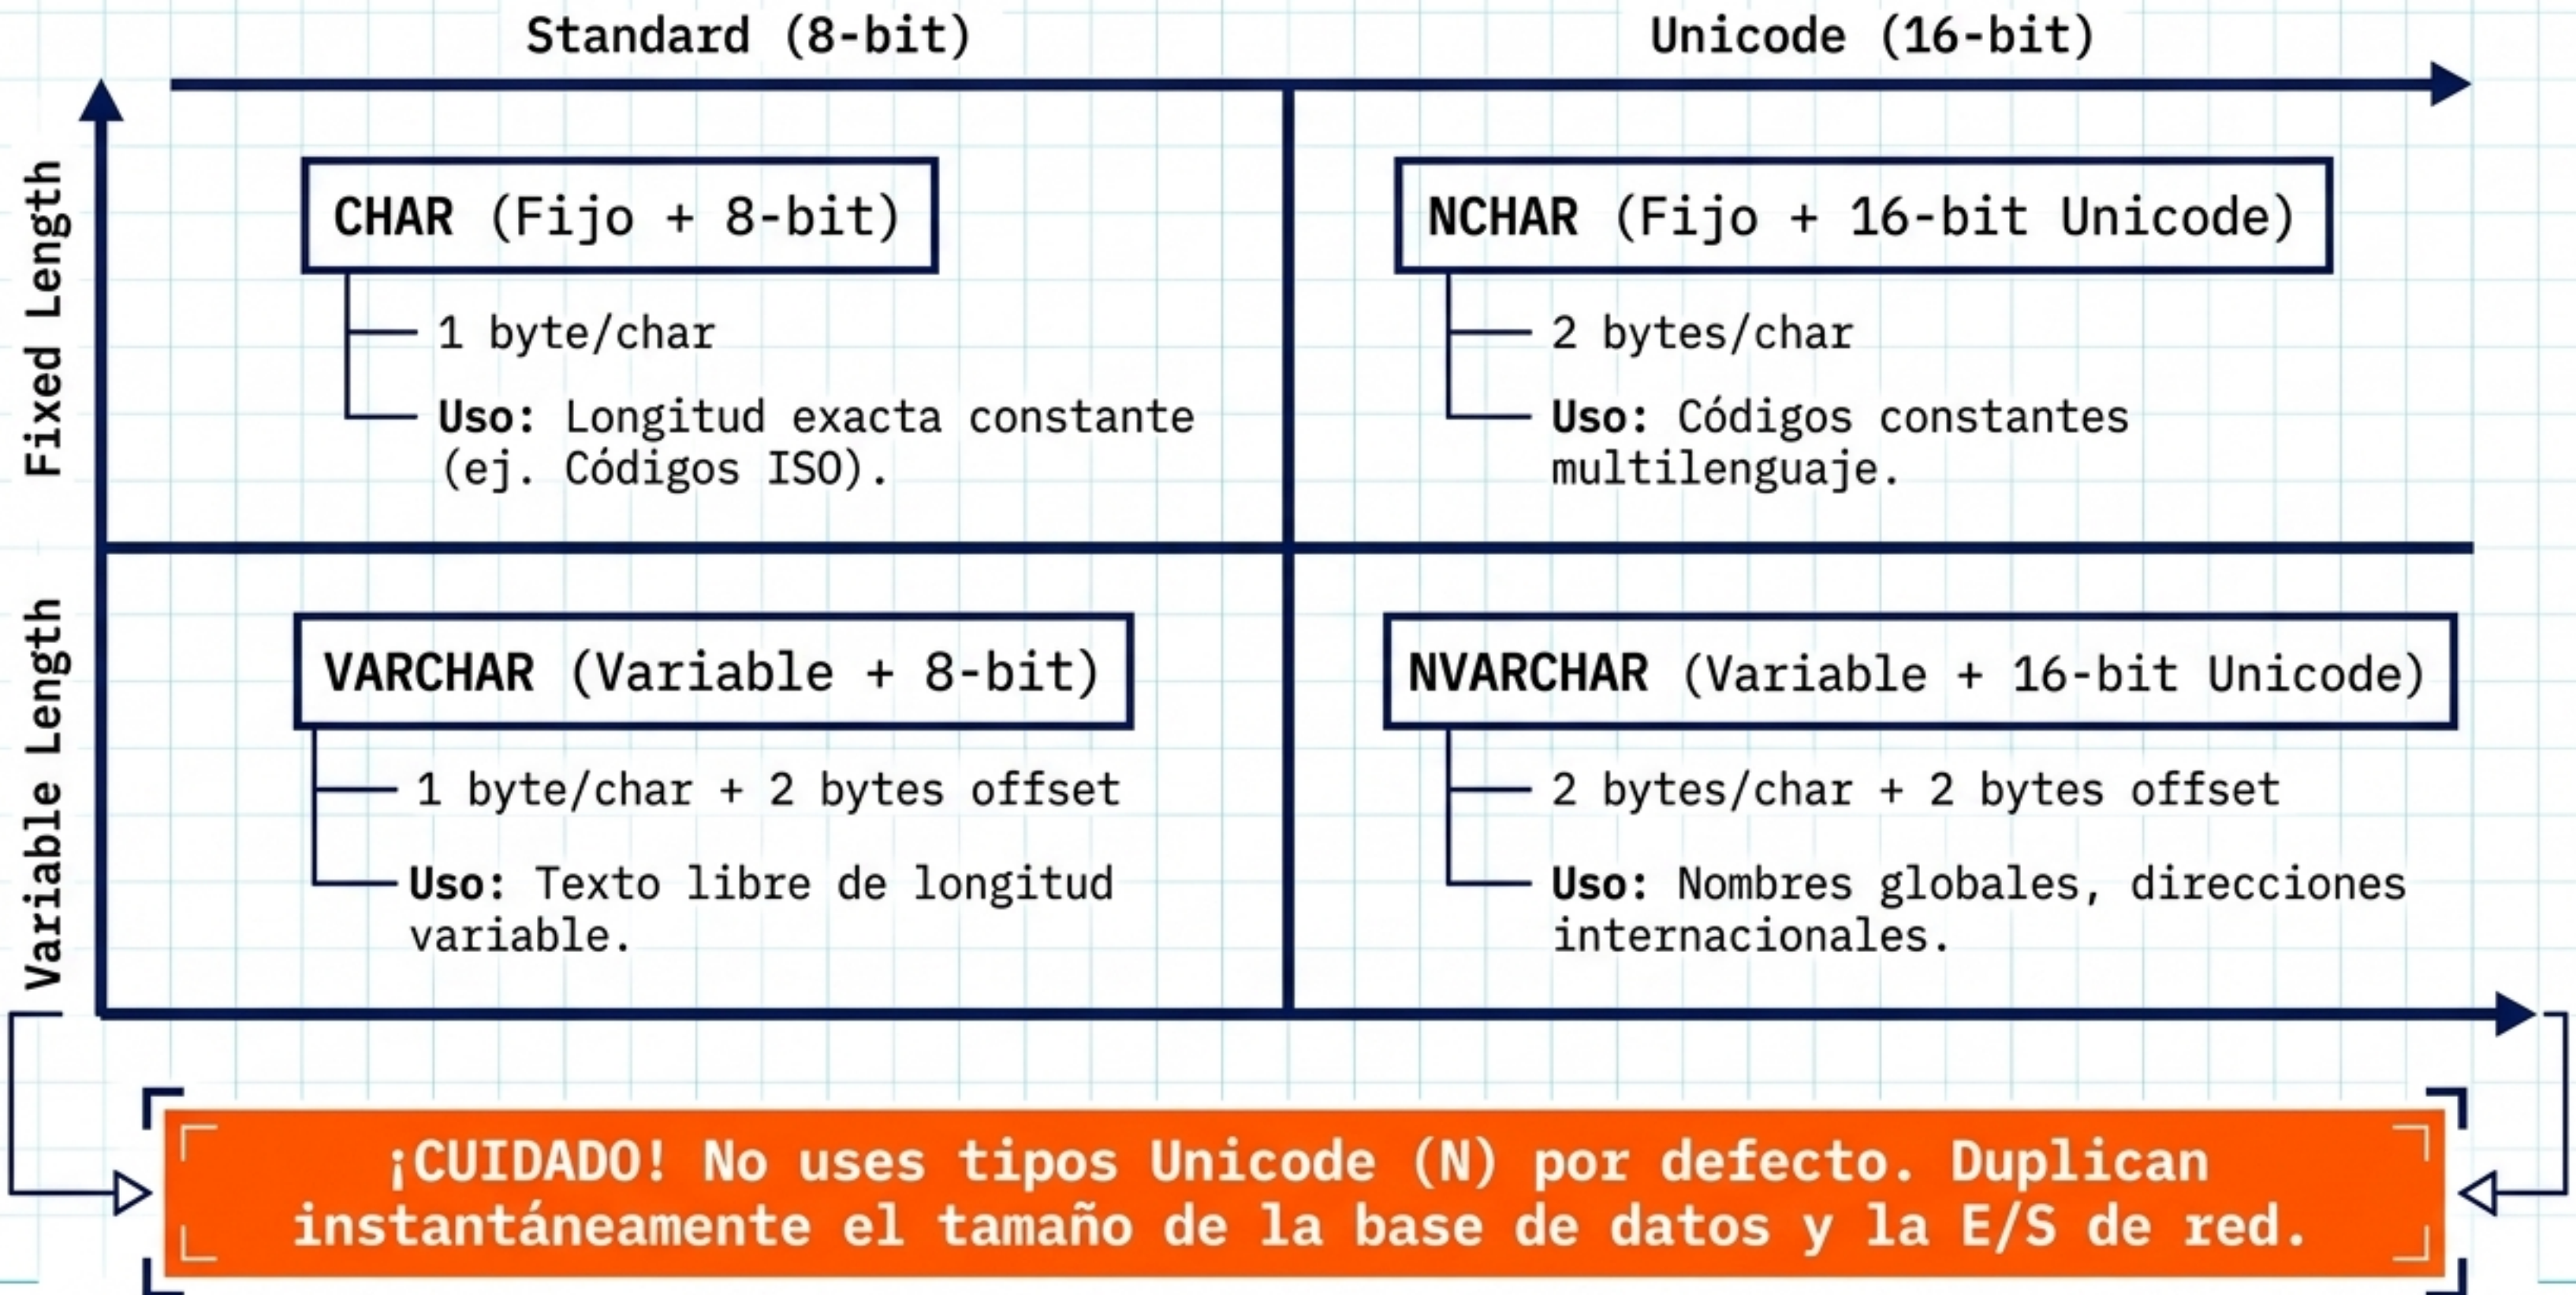 Standard (8-bit)
Unicode (16-bit)
Fixed Length
CHAR (Fijo + 8-bit)
1 byte/char
Uso: Longitud exacta constante
(ej. Códigos ISO).
NCHAR (Fijo + 16-bit Unicode)
2 bytes/char
Uso: Códigos constantes
multilenguaje.
Variable Length
VARCHAR (Variable + 8-bit)
1 byte/char + 2 bytes offset
Uso: Texto libre de longitud
variable.
NVARCHAR (Variable + 16-bit Unicode)
2 bytes/char + 2 bytes offset
Uso: Nombres globales, direcciones
internacionales.
¡CUIDADO! No uses tipos Unicode (N) por defecto. Duplican
instantáneamente el tamaño de la base de datos y la E/S de red.